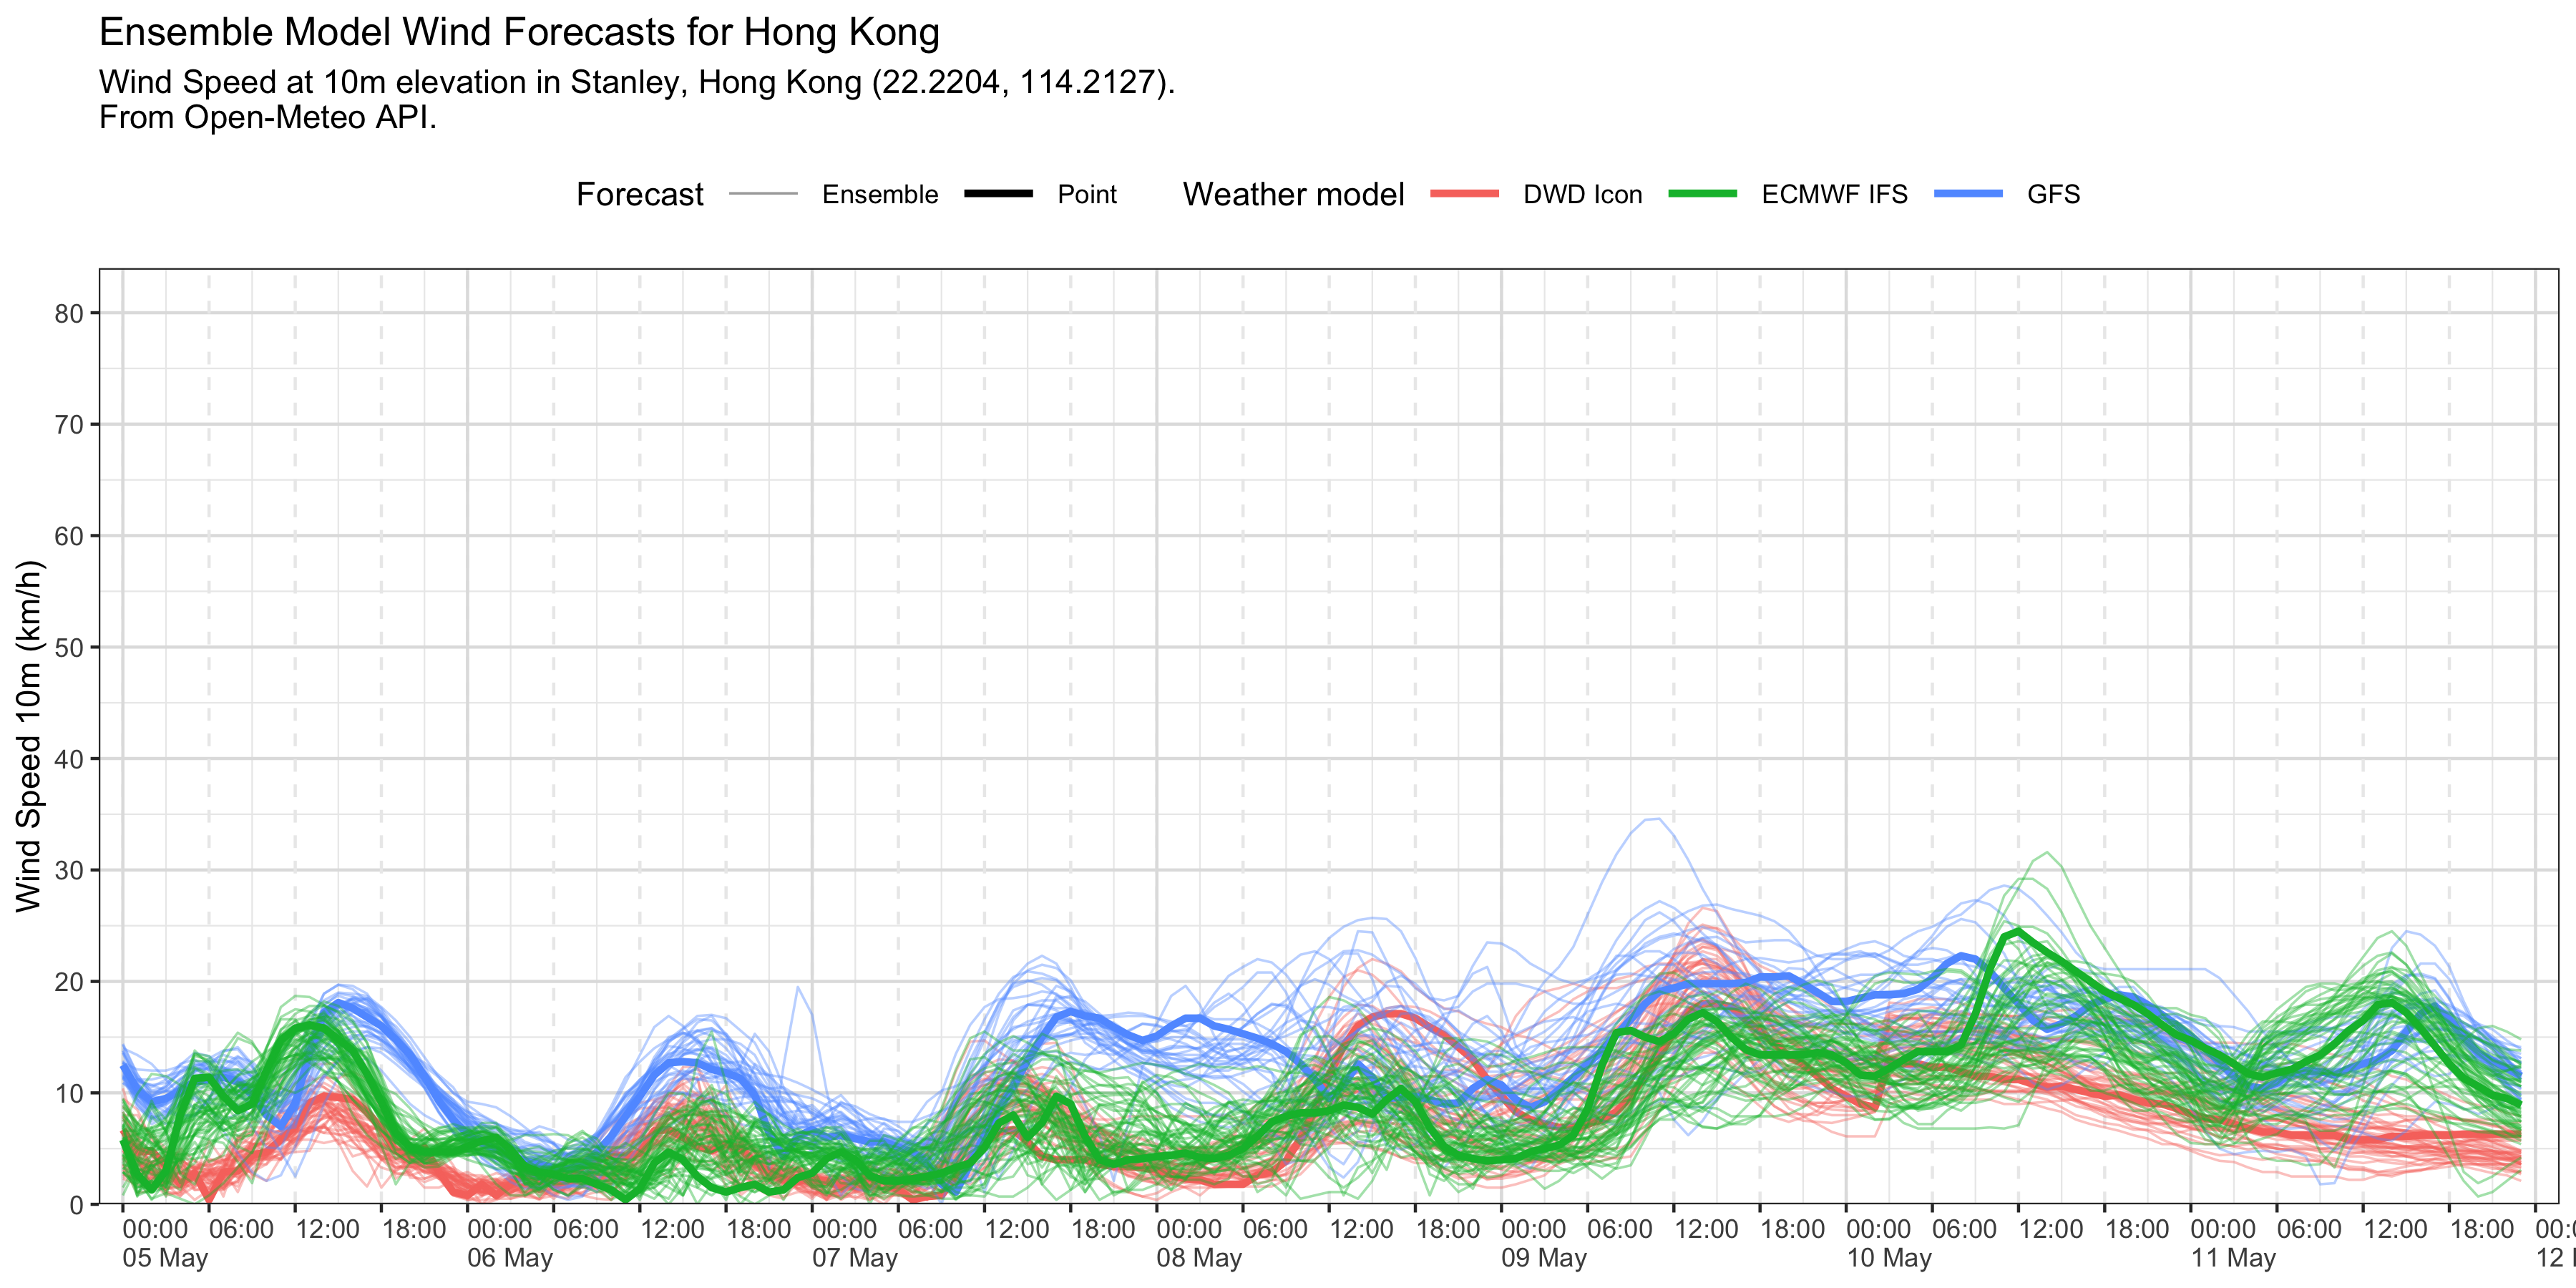 Ensemble Model Wind Forecasts for Hong Kong
Wind Speed at 10m elevation in Stanley, Hong Kong (22.2204, 114.2127).
From Open-Meteo API.
Forecast Ensemble Point Weather model DWD Icon ECMWF IFS GFS
Wind Speed 10m (km/h)
80
70
60
50
40
30
20
10
0
00:00 06:00 12:00 18:00 00:00 06:00 12:00 18:00 00:00 06:00 12:00 18:00 00:00 06:00 12:00 18:00 00:00 06:00 12:00 18:00 00:00 06:00 12:00 18:00 00:00 06:00 12:00 18:00
05 May 06 May 07 May 08 May 09 May 10 May 11 May 12